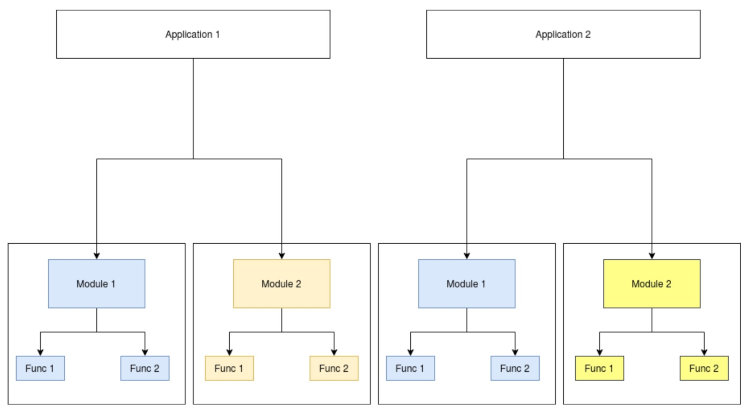 Application 1
Application 2
Module 1
Module 2
Module 1
Module 2
Func 1
Func 2
Func 1
Func 2
Func 1
Func 2
Func 1
Func 2